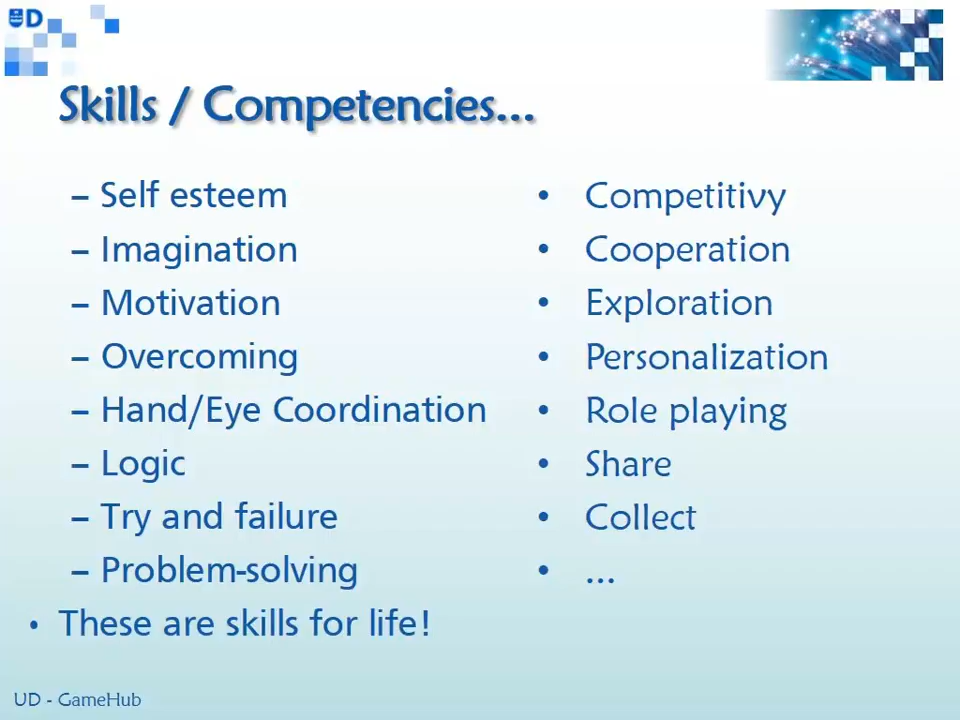 UD
Skills / Competencies...
– Self esteem
– Imagination
– Motivation
– Overcoming
– Hand/Eye Coordination
– Logic
– Try and failure
– Problem-solving
• These are skills for life!
• Competitivy
• Cooperation
• Exploration
• Personalization
• Role playing
• Share
• Collect
• ...
UD - GameHub